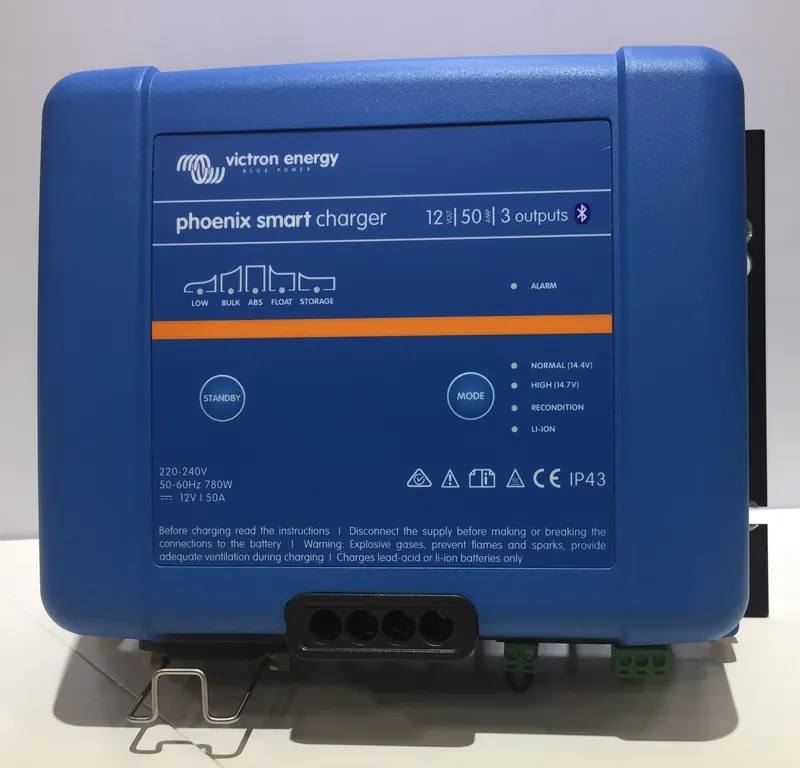 victron energy
BLUE POWER
phoenix smart charger 12 VOLT | 50 AMP | 3 outputs
LOW BULK ABS FLOAT STORAGE
ALARM
NORMAL (14.4V)
HIGH (14.7V)
STANDBY
MODE
RECONDITION
LI-ION
220-240V
50-60Hz 780W
12V | 50A
CE IP43
Before charging read the instructions | Disconnect the supply before making or breaking the
connections to the battery | Warning: Explosive gases, prevent flames and sparks, provide
adequate ventilation during charging | Charges lead-acid or li-ion batteries only